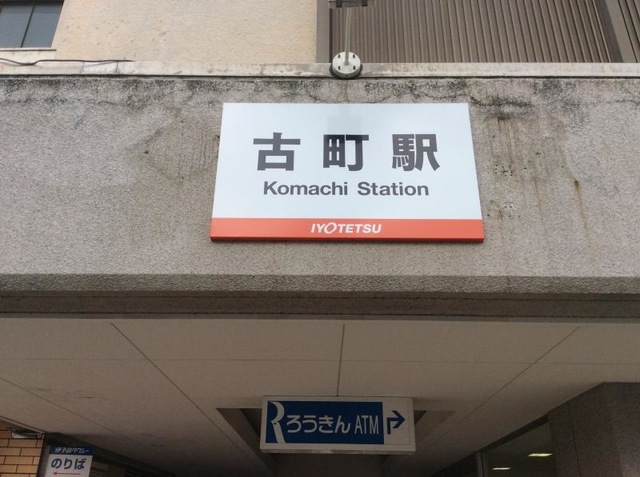 古町駅
Komachi Station
IYOTETSU
ろうきん ATM
のりば